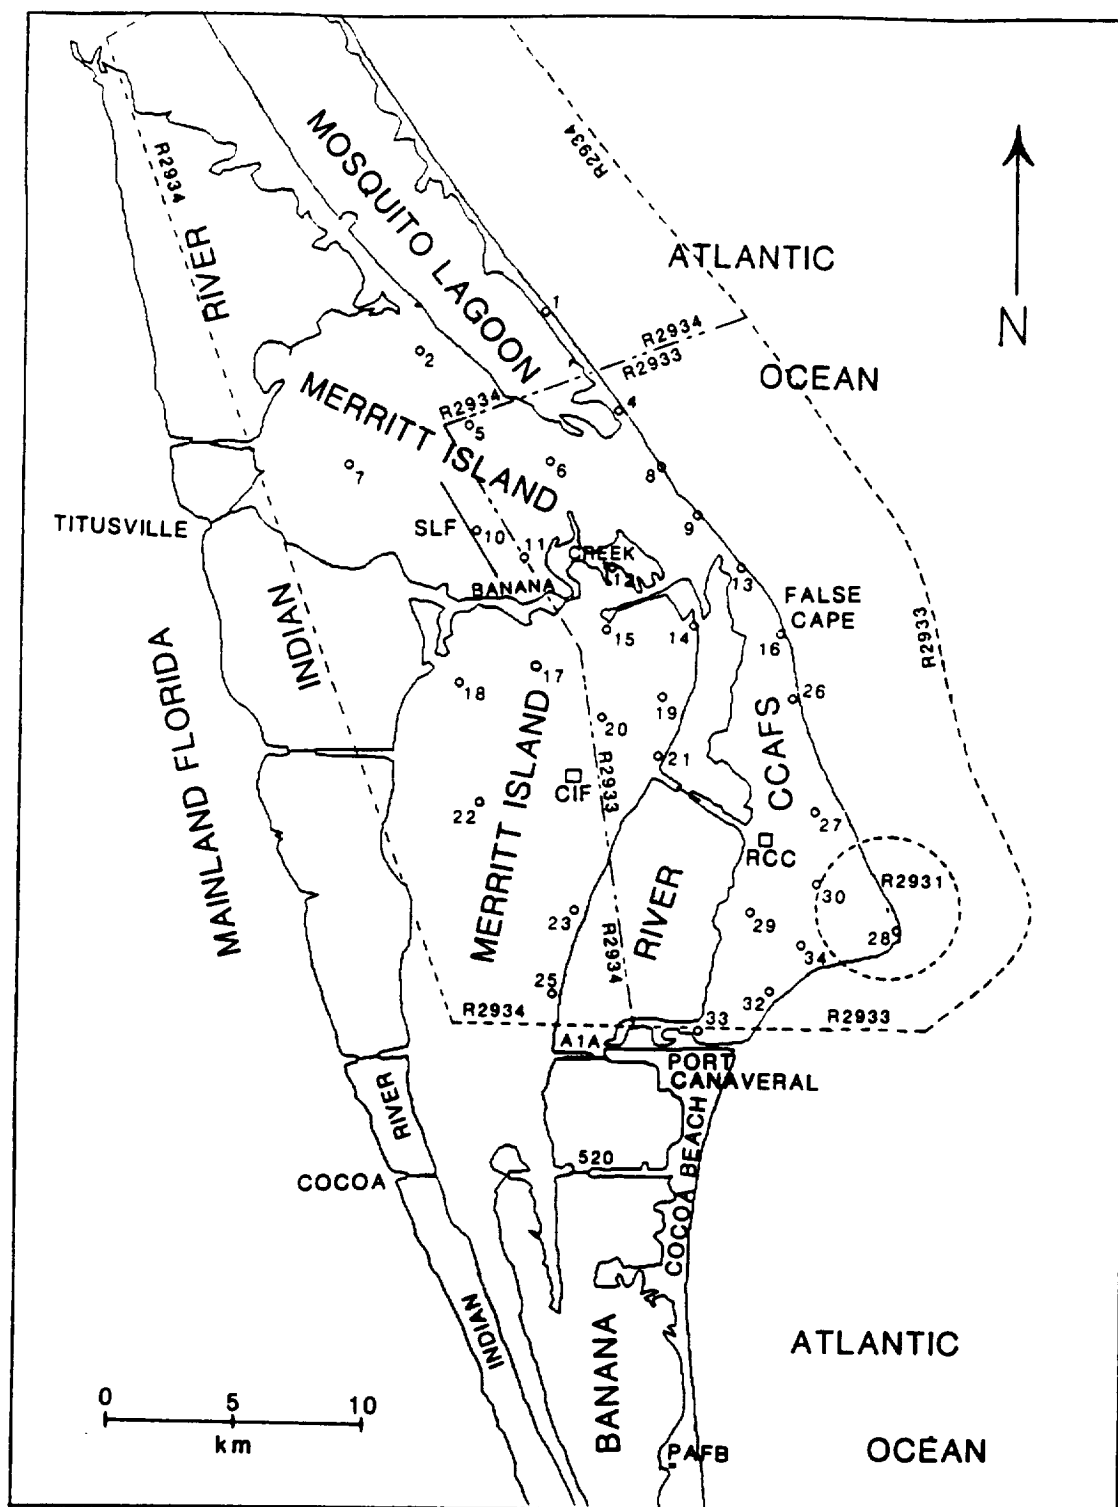 R2934
MOSQUITO LAGOON
R2934
RIVER
ATLANTIC
N
1
R2934
R2933
2
OCEAN
MERRITT ISLAND
R2934
4
5
6
7
8
TITUSVILLE
SLF
10
9
11
CREEK
12
BANANA
13
FALSE
CAPE
INDIAN
15
14
16
R2933
MAINLAND FLORIDA
18
17
19
26
20
CCAFS
21
MERRITT ISLAND
CIF
R2933
22
27
RCC
RIVER
R2931
30
23
29
28
R2934
34
25
32
R2934
33
R2933
A1A
PORT
CANAVERAL
RIVER
COCOA BEACH
520
COCOA
INDIAN
BANANA
ATLANTIC
0 5 10
km
PAFB
OCEAN